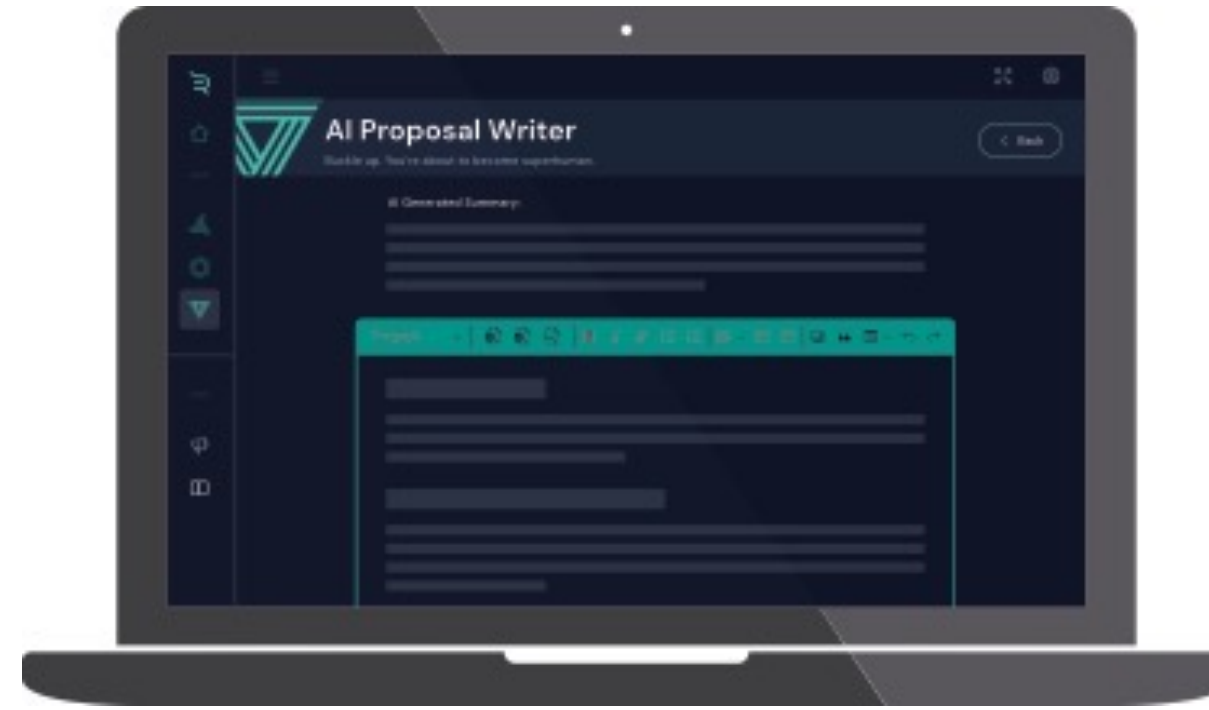 AI Proposal Writer
Buckle up. You're about to become superhuman.
Back
AI Generated Summary: